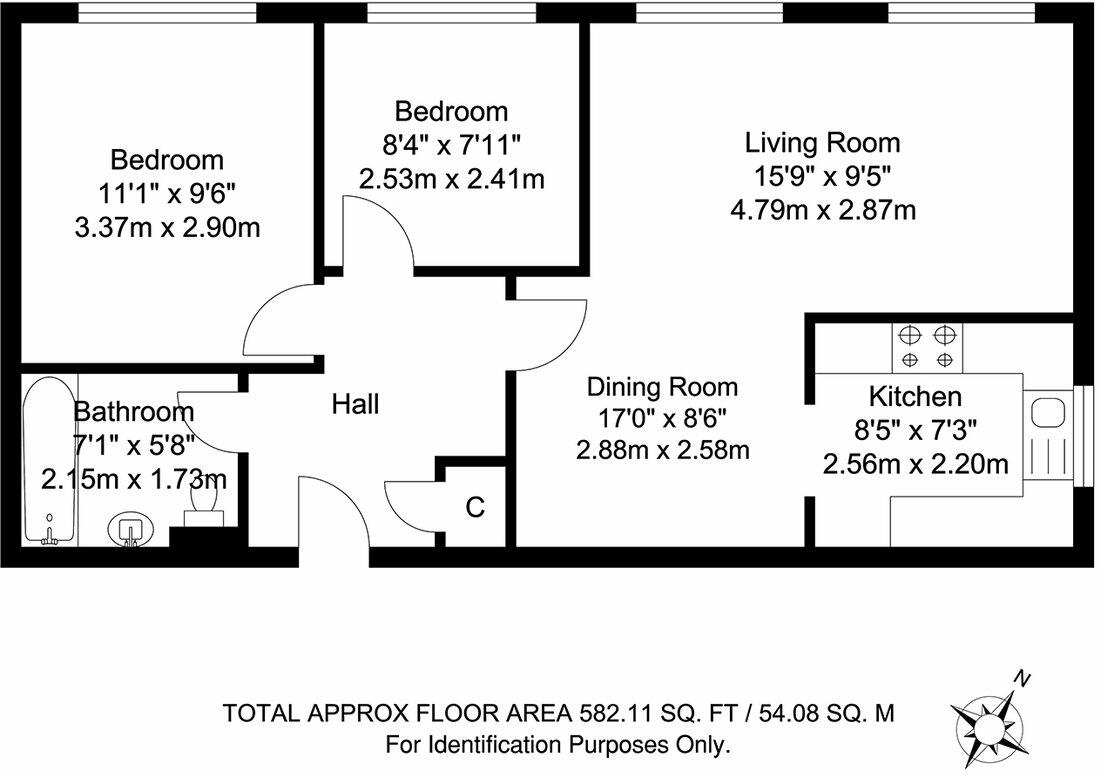 Bedroom
11'1" x 9'6"
3.37m x 2.90m
Bedroom
8'4" x 7'11"
2.53m x 2.41m
Living Room
15'9" x 9'5"
4.79m x 2.87m
Bathroom
7'1" x 5'8"
2.15m x 1.73m
Hall
C
Dining Room
17'0" x 8'6"
2.88m x 2.58m
Kitchen
8'5" x 7'3"
2.56m x 2.20m
N
TOTAL APPROX FLOOR AREA 582.11 SQ. FT / 54.08 SQ. M
For Identification Purposes Only.